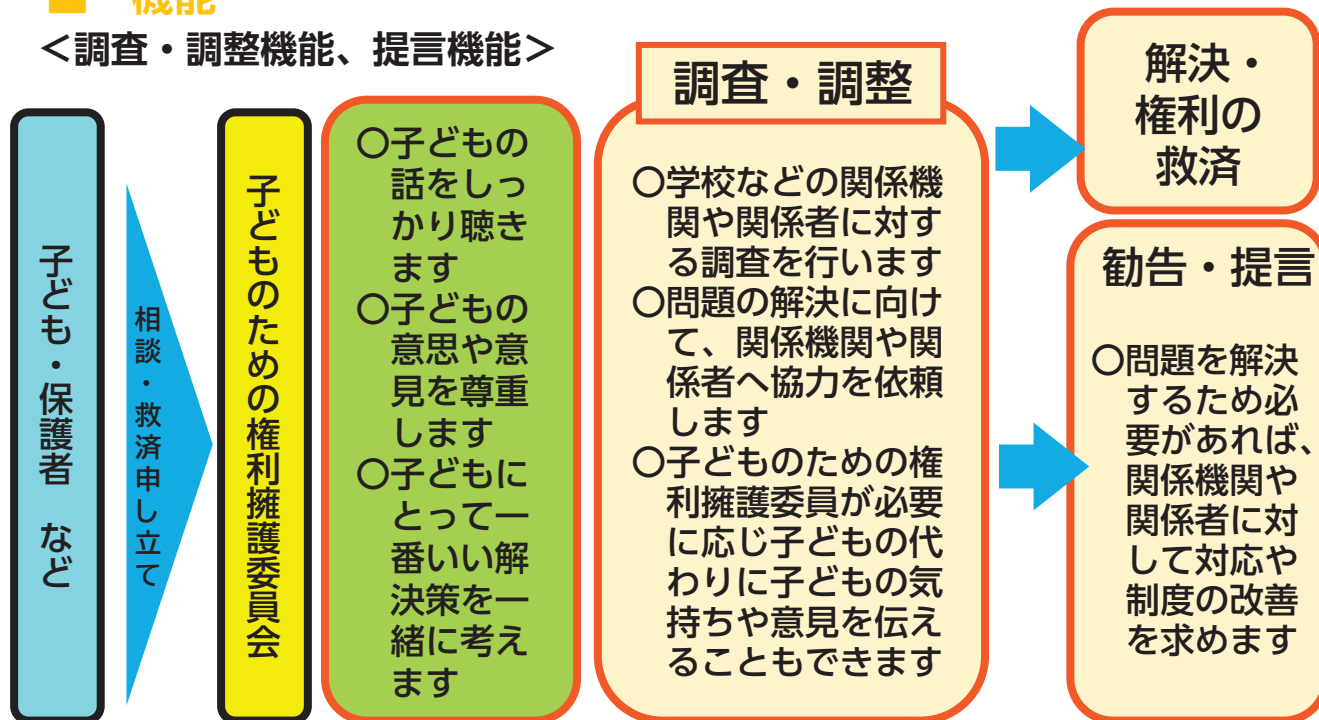 ■ 機能
＜調査・調整機能、提言機能＞
子ども・保護者 など
相談・救済申し立て
子どものための権利擁護委員会
〇子どもの
話をしっ
かり聴き
ます
〇子どもの
意思や意
見を尊重
します
〇子どもに
とって一
番いい解
決策を一
緒に考え
ます
調査・調整
〇学校などの関係機
関や関係者に対す
る調査を行います
〇問題の解決に向け
て、関係機関や関
係者へ協力を依頼
します
〇子どものための権
利擁護委員が必要
に応じ子どもの代
わりに子どもの気
持ちや意見を伝え
ることもできます
解決・
権利の
救済
勧告・提言
〇問題を解決
するため必
要があれば、
関係機関や
関係者に対
して対応や
制度の改善
を求めます